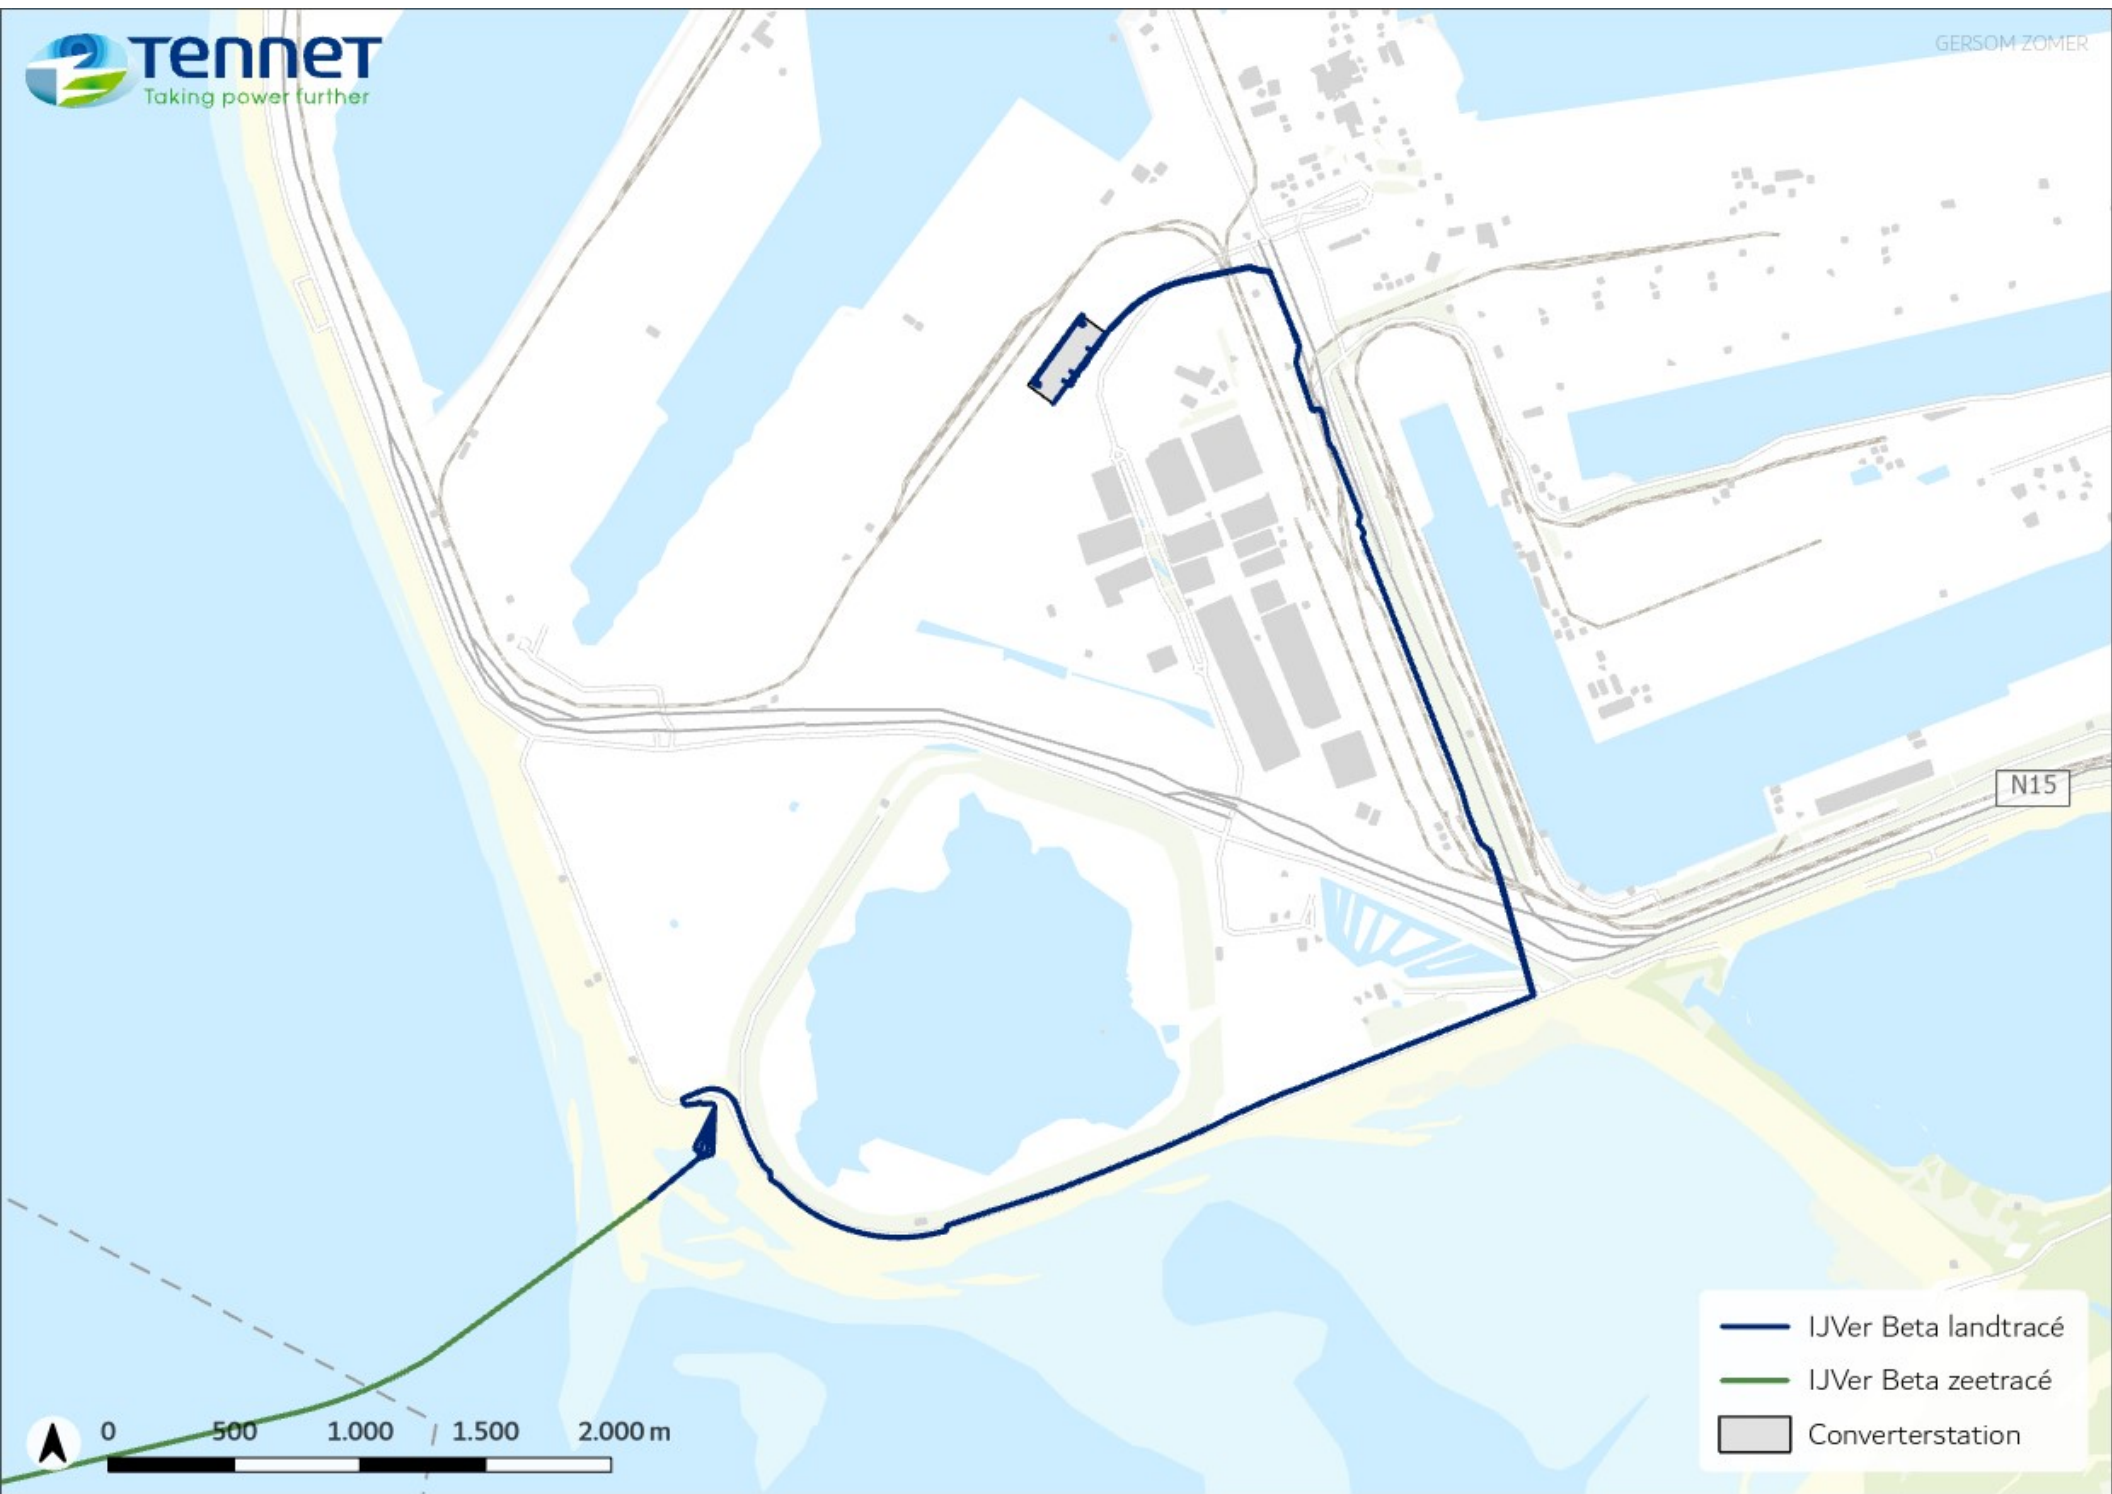 TenneT
Taking power further
GERSOM ZOMER
N15
IJVer Beta landtracé
IJVer Beta zeetracé
Converterstation
0 500 1.000 1.500 2.000 m